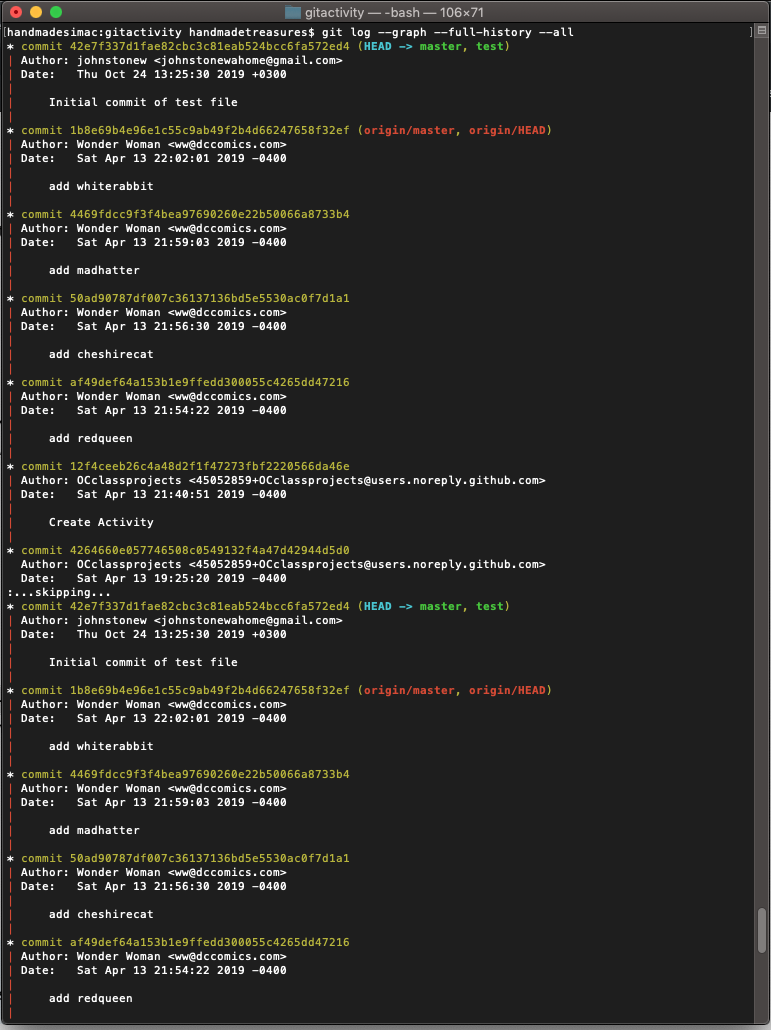 gitactivity — -bash — 106×71
[handmadesimac:gitactivity handmadetreasures$ git log --graph --full-history --all ]
* commit 42e7f337d1fae82cbc3c81eab524bcc6fa572ed4 (HEAD -> master, test)
| Author: johnstonew <johnstonewahome@gmail.com>
| Date:   Thu Oct 24 13:25:30 2019 +0300
|
|     Initial commit of test file
|
* commit 1b8e69b4e96e1c55c9ab49f2b4d66247658f32ef (origin/master, origin/HEAD)
| Author: Wonder Woman <ww@dccomics.com>
| Date:   Sat Apr 13 22:02:01 2019 -0400
|
|     add whiterabbit
|
* commit 4469fdcc9f3f4bea97690260e22b50066a8733b4
| Author: Wonder Woman <ww@dccomics.com>
| Date:   Sat Apr 13 21:59:03 2019 -0400
|
|     add madhatter
|
* commit 50ad90787df007c36137136bd5e5530ac0f7d1a1
| Author: Wonder Woman <ww@dccomics.com>
| Date:   Sat Apr 13 21:56:30 2019 -0400
|
|     add cheshirecat
|
* commit af49def64a153b1e9ffedd300055c4265dd47216
| Author: Wonder Woman <ww@dccomics.com>
| Date:   Sat Apr 13 21:54:22 2019 -0400
|
|     add redqueen
|
* commit 12f4ceeb26c4a48d2f1f47273fbf2220566da46e
| Author: OCclassprojects <45052859+OCclassprojects@users.noreply.github.com>
| Date:   Sat Apr 13 21:40:51 2019 -0400
|
|     Create Activity
|
* commit 4264660e057746508c0549132f4a47d42944d5d0
  Author: OCclassprojects <45052859+OCclassprojects@users.noreply.github.com>
  Date:   Sat Apr 13 19:25:20 2019 -0400
:...skipping...
* commit 42e7f337d1fae82cbc3c81eab524bcc6fa572ed4 (HEAD -> master, test)
| Author: johnstonew <johnstonewahome@gmail.com>
| Date:   Thu Oct 24 13:25:30 2019 +0300
|
|     Initial commit of test file
|
* commit 1b8e69b4e96e1c55c9ab49f2b4d66247658f32ef (origin/master, origin/HEAD)
| Author: Wonder Woman <ww@dccomics.com>
| Date:   Sat Apr 13 22:02:01 2019 -0400
|
|     add whiterabbit
|
* commit 4469fdcc9f3f4bea97690260e22b50066a8733b4
| Author: Wonder Woman <ww@dccomics.com>
| Date:   Sat Apr 13 21:59:03 2019 -0400
|
|     add madhatter
|
* commit 50ad90787df007c36137136bd5e5530ac0f7d1a1
| Author: Wonder Woman <ww@dccomics.com>
| Date:   Sat Apr 13 21:56:30 2019 -0400
|
|     add cheshirecat
|
* commit af49def64a153b1e9ffedd300055c4265dd47216
| Author: Wonder Woman <ww@dccomics.com>
| Date:   Sat Apr 13 21:54:22 2019 -0400
|
|     add redqueen
|